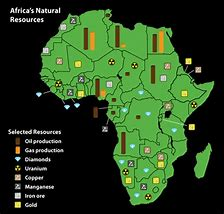 Africa's Natural
Resources
Selected Resources
Oil production
Gas production
Diamonds
Uranium
Copper
Manganese
Iron ore
Gold